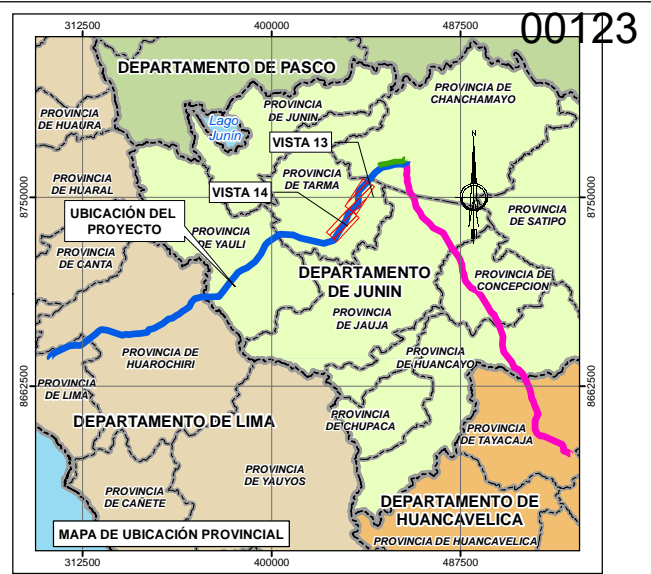 00123
312500
400000
487500
DEPARTAMENTO DE PASCO
PROVINCIA
DE CHANCHAMAYO
PROVINCIA
DE JUNIN
PROVINCIA
DE HUAURA
Lago
Junín
VISTA 13
PROVINCIA
DE TARMA
PROVINCIA
DE HUARAL
VISTA 14
8750000
8750000
UBICACIÓN DEL
PROYECTO
PROVINCIA
DE SATIPO
PROVINCIA
DE YAULI
PROVINCIA
DE CANTA
DEPARTAMENTO
DE JUNIN
PROVINCIA DE
CONCEPCION
PROVINCIA
DE JAUJA
PROVINCIA DE
HUAROCHIRI
PROVINCIA
DE HUANCAYO
PROVINCIA
DE LIMA
8662500
8662500
DEPARTAMENTO DE LIMA
PROVINCIA
DE CHUPACA
PROVINCIA
DE TAYACAJA
PROVINCIA
DE YAUYOS
PROVINCIA
DE CAÑETE
DEPARTAMENTO DE
HUANCAVELICA
MAPA DE UBICACIÓN PROVINCIAL
PROVINCIA DE HUANCAVELICA
312500
400000
487500